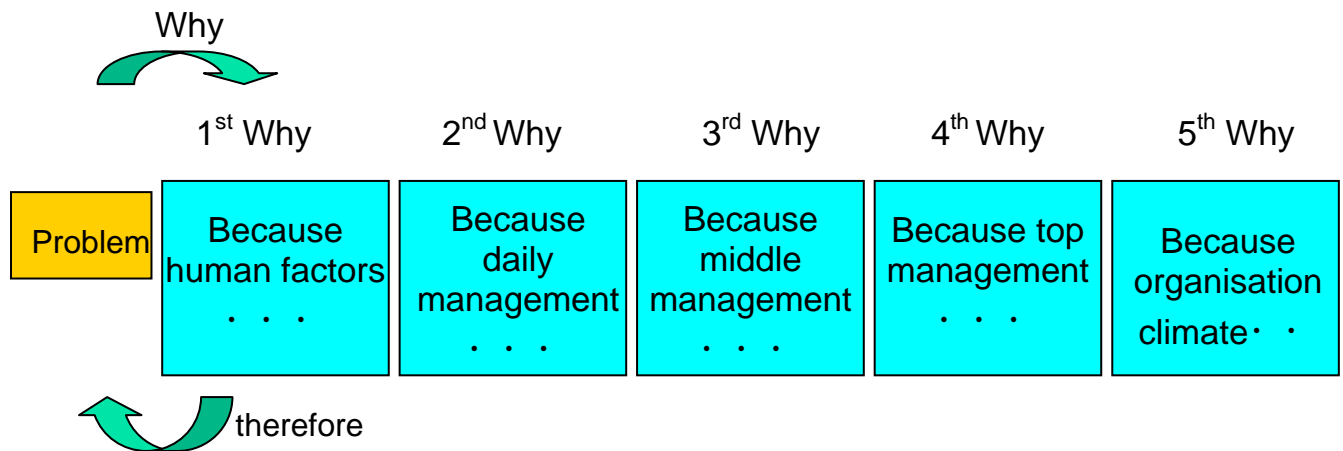 Why
1st Why
2nd Why
3rd Why
4th Why
5th Why
Problem
Because
human factors
・・・
Because
daily
management
・・・
Because
middle
management
・・・
Because top
management
・・・
Because
organisation
climate・・
therefore